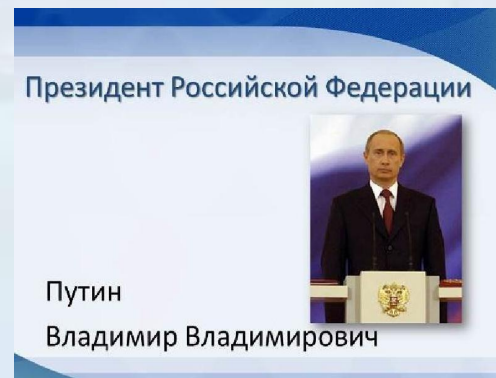 Президент Российской Федерации
Путин
Владимир Владимирович